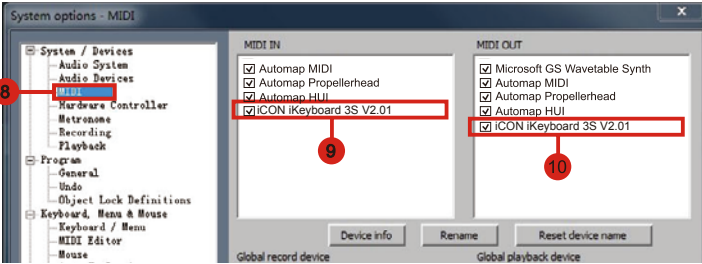 System options - MIDI
x
System / Devices
Audio System
Audio Devices
MIDI
Hardware Controller
Metronome
Recording
Playback
Program
General
Undo
Object Lock Definitions
Keyboard, Menu & Mouse
Keyboard / Menu
MIDI Editor
Mouse
8
MIDI IN
Automap MIDI
Automap Propellerhead
Automap HUI
iCON iKeyboard 3S V2.01
9
MIDI OUT
Microsoft GS Wavetable Synth
Automap MIDI
Automap Propellerhead
Automap HUI
iCON iKeyboard 3S V2.01
10
Device info
Rename
Reset device name
Global record device
Global playback device